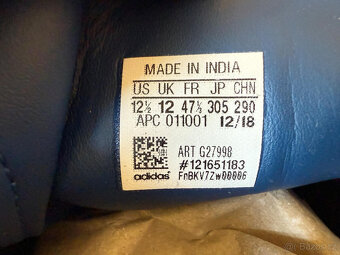 MADE IN INDIA
US UK FR JP CHN
12½ 12 47⅓ 305 290
APC 011001 12/18
ART G27998
#121651183
adidas FnBKV7Zw00086